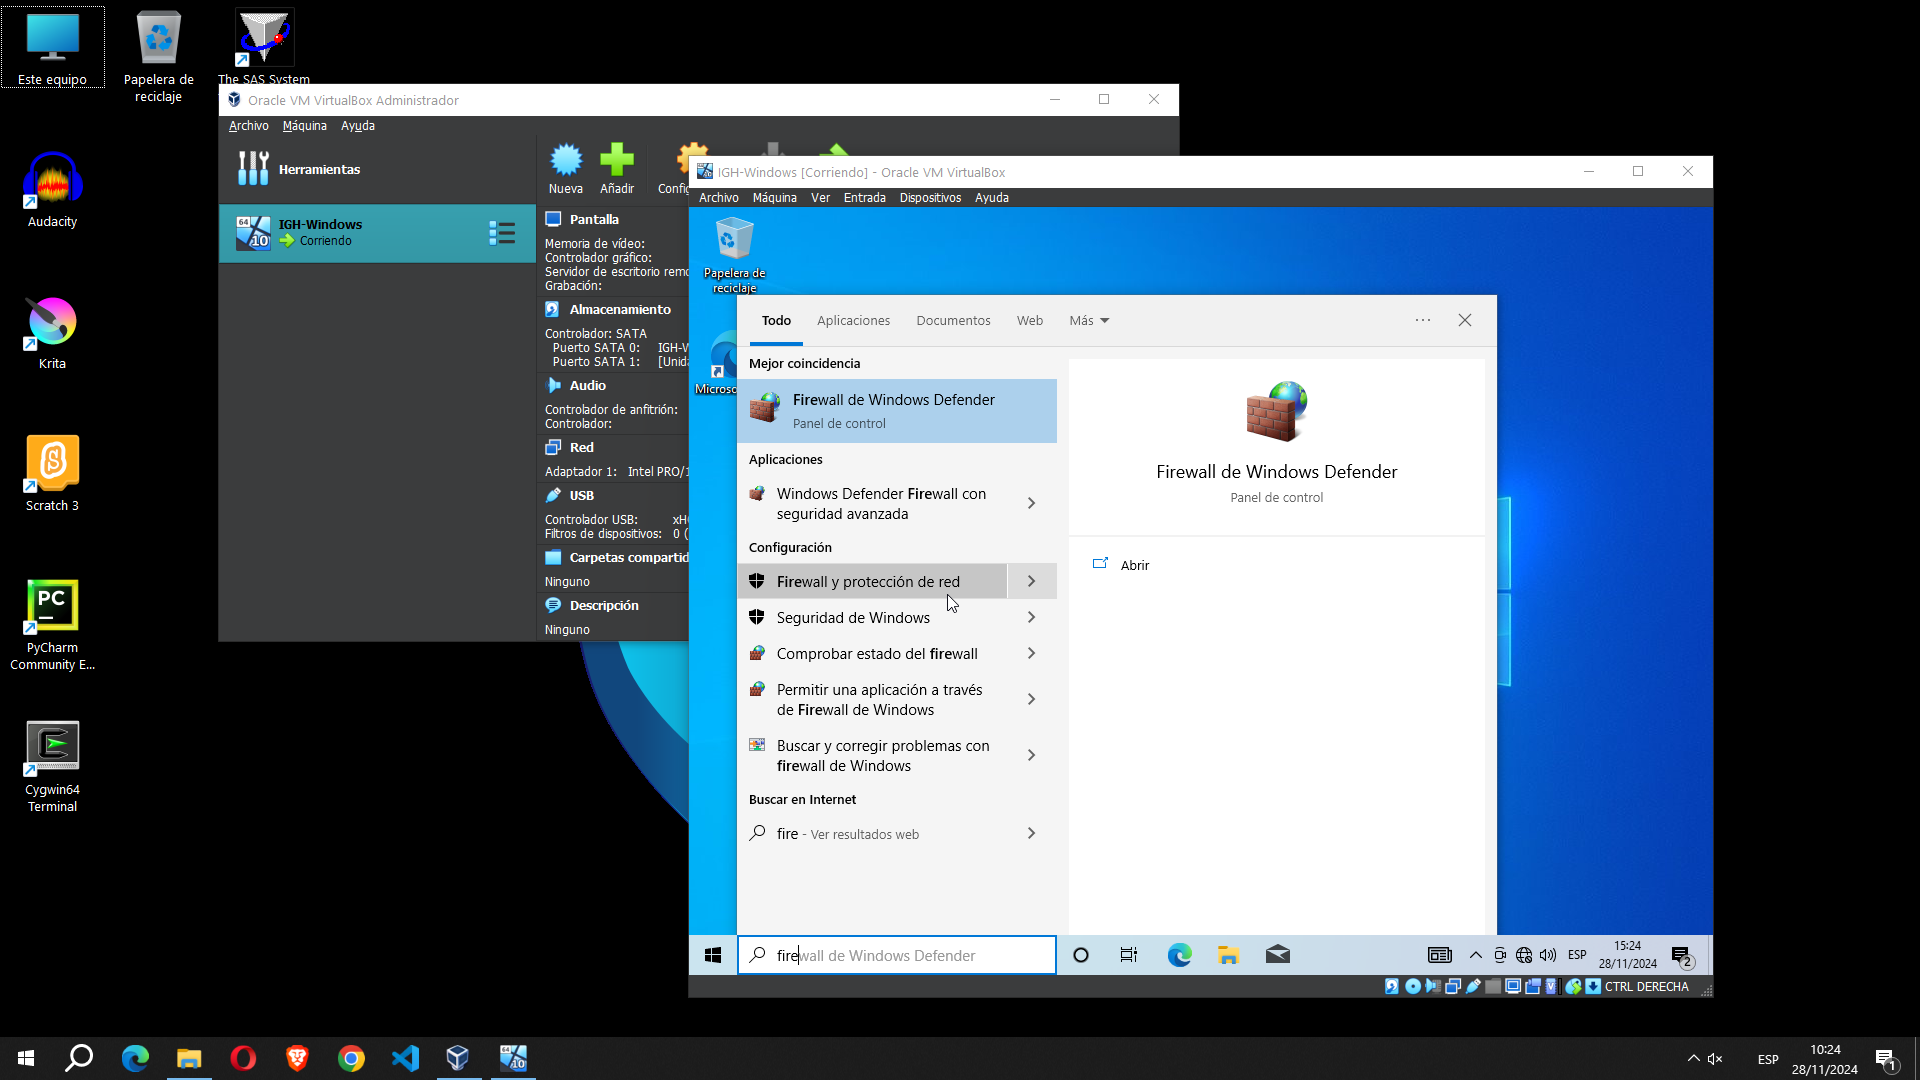 Este equipo
Papelera de
reciclaje
The SAS System
Audacity
Krita
Scratch 3
PC
PyCharm
Community E...
Cygwin64
Terminal
Oracle VM VirtualBox Administrador
Archivo Máquina Ayuda
Herramientas
Nueva
Añadir
Config
64
10
IGH-Windows
Corriendo
Pantalla
Memoria de vídeo:
Controlador gráfico:
Servidor de escritorio remo
Grabación:
Almacenamiento
Controlador: SATA
Puerto SATA 0: IGH-W
Puerto SATA 1: [Unida
Audio
Controlador de anfitrión:
Controlador:
Red
Adaptador 1: Intel PRO/1
USB
Controlador USB: xH
Filtros de dispositivos: 0 (
Carpetas compartid
Ninguno
Descripción
Ninguno
IGH-Windows [Corriendo] - Oracle VM VirtualBox
Archivo Máquina Ver Entrada Dispositivos Ayuda
Papelera de
reciclaje
Microso
Todo Aplicaciones Documentos Web Más
Mejor coincidencia
Firewall de Windows Defender
Panel de control
Aplicaciones
Windows Defender Firewall con
seguridad avanzada
Configuración
Firewall y protección de red
Seguridad de Windows
Comprobar estado del firewall
Permitir una aplicación a través
de Firewall de Windows
Buscar y corregir problemas con
firewall de Windows
Buscar en Internet
fire - Ver resultados web
Firewall de Windows Defender
Panel de control
Abrir
firewall de Windows Defender
ESP
15:24
28/11/2024
2
CTRL DERECHA
64
10
ESP
10:24
28/11/2024
1